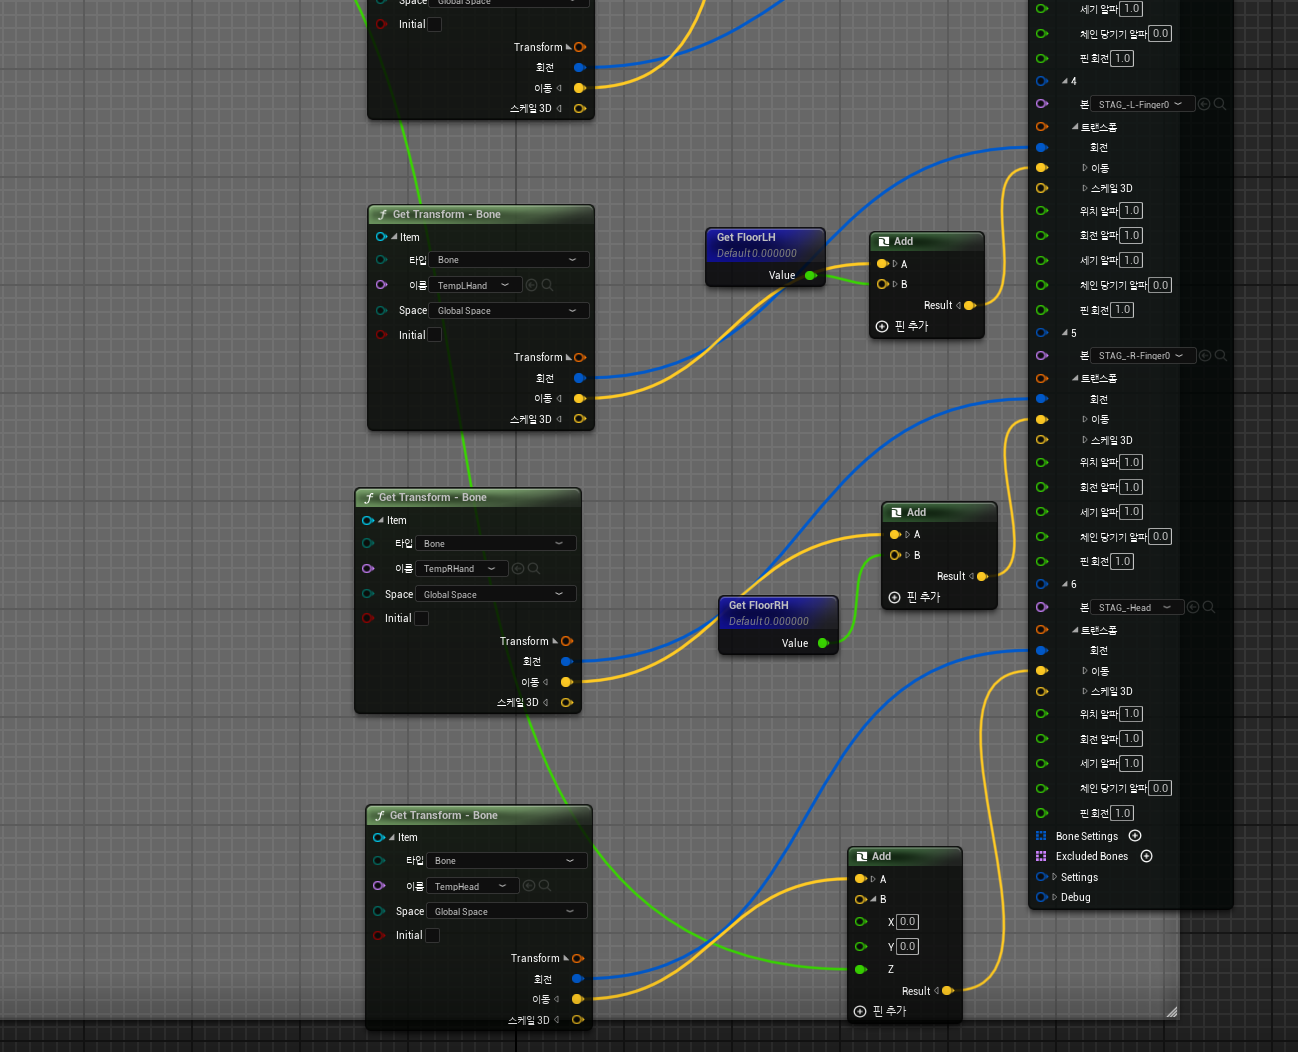 Space Global Space
Initial
Transform
회전
이동
스케일 3D
Get Transform - Bone
Item
타입 Bone
이름 TempLHand
Space Global Space
Initial
Transform
회전
이동
스케일 3D
Get FloorLH
Default 0.000000
Value
Add
A
B
Result
핀 추가
Get Transform - Bone
Item
타입 Bone
이름 TempRHand
Space Global Space
Initial
Transform
회전
이동
스케일 3D
Get FloorRH
Default 0.000000
Value
Add
A
B
Result
핀 추가
Get Transform - Bone
Item
타입 Bone
이름 TempHead
Space Global Space
Initial
Transform
회전
이동
스케일 3D
Add
A
B
X 0.0
Y 0.0
Z
Result
핀 추가
세기 알파 1.0
체인 당기기 알파 0.0
핀 회전 1.0
4
본 STAG_-L-Finger0
트랜스폼
회전
이동
스케일 3D
위치 알파 1.0
회전 알파 1.0
세기 알파 1.0
체인 당기기 알파 0.0
핀 회전 1.0
5
본 STAG_-R-Finger0
트랜스폼
회전
이동
스케일 3D
위치 알파 1.0
회전 알파 1.0
세기 알파 1.0
체인 당기기 알파 0.0
핀 회전 1.0
6
본 STAG_-Head
트랜스폼
회전
이동
스케일 3D
위치 알파 1.0
회전 알파 1.0
세기 알파 1.0
체인 당기기 알파 0.0
핀 회전 1.0
Bone Settings
Excluded Bones
Settings
Debug